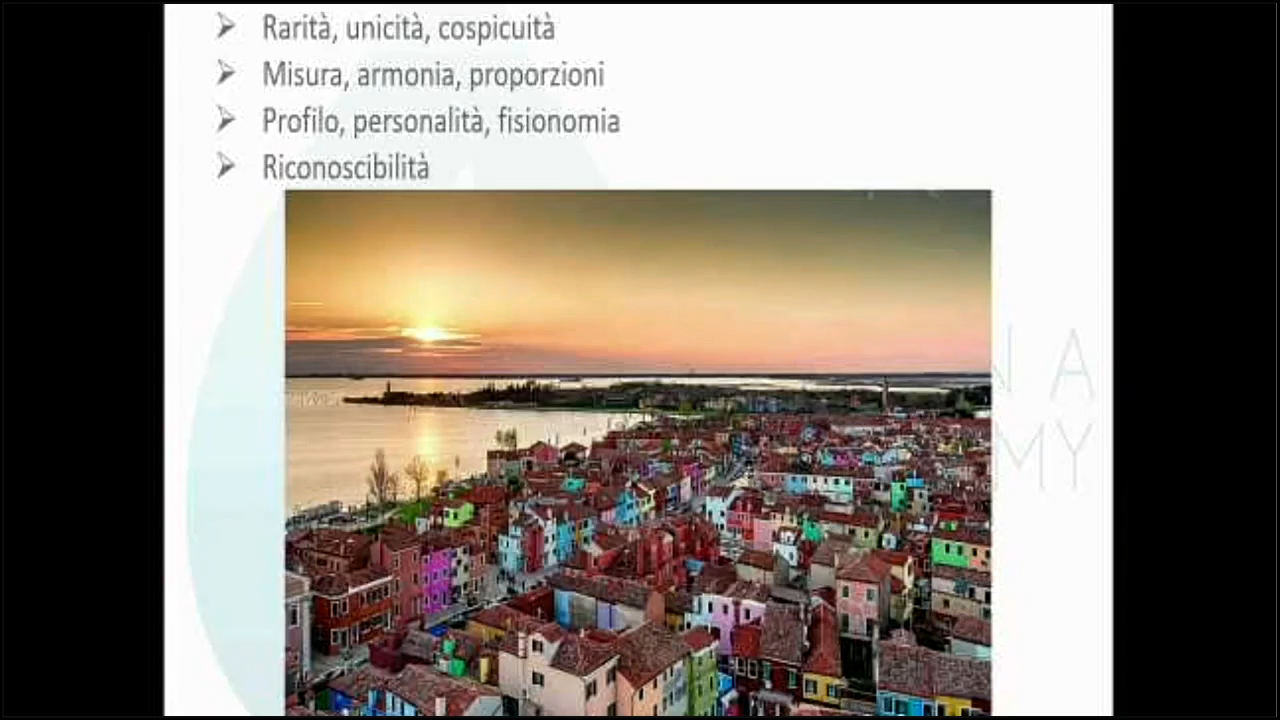 Rarità, unicità, cospicuità
Misura, armonia, proporzioni
Profilo, personalità, fisionomia
Riconoscibilità